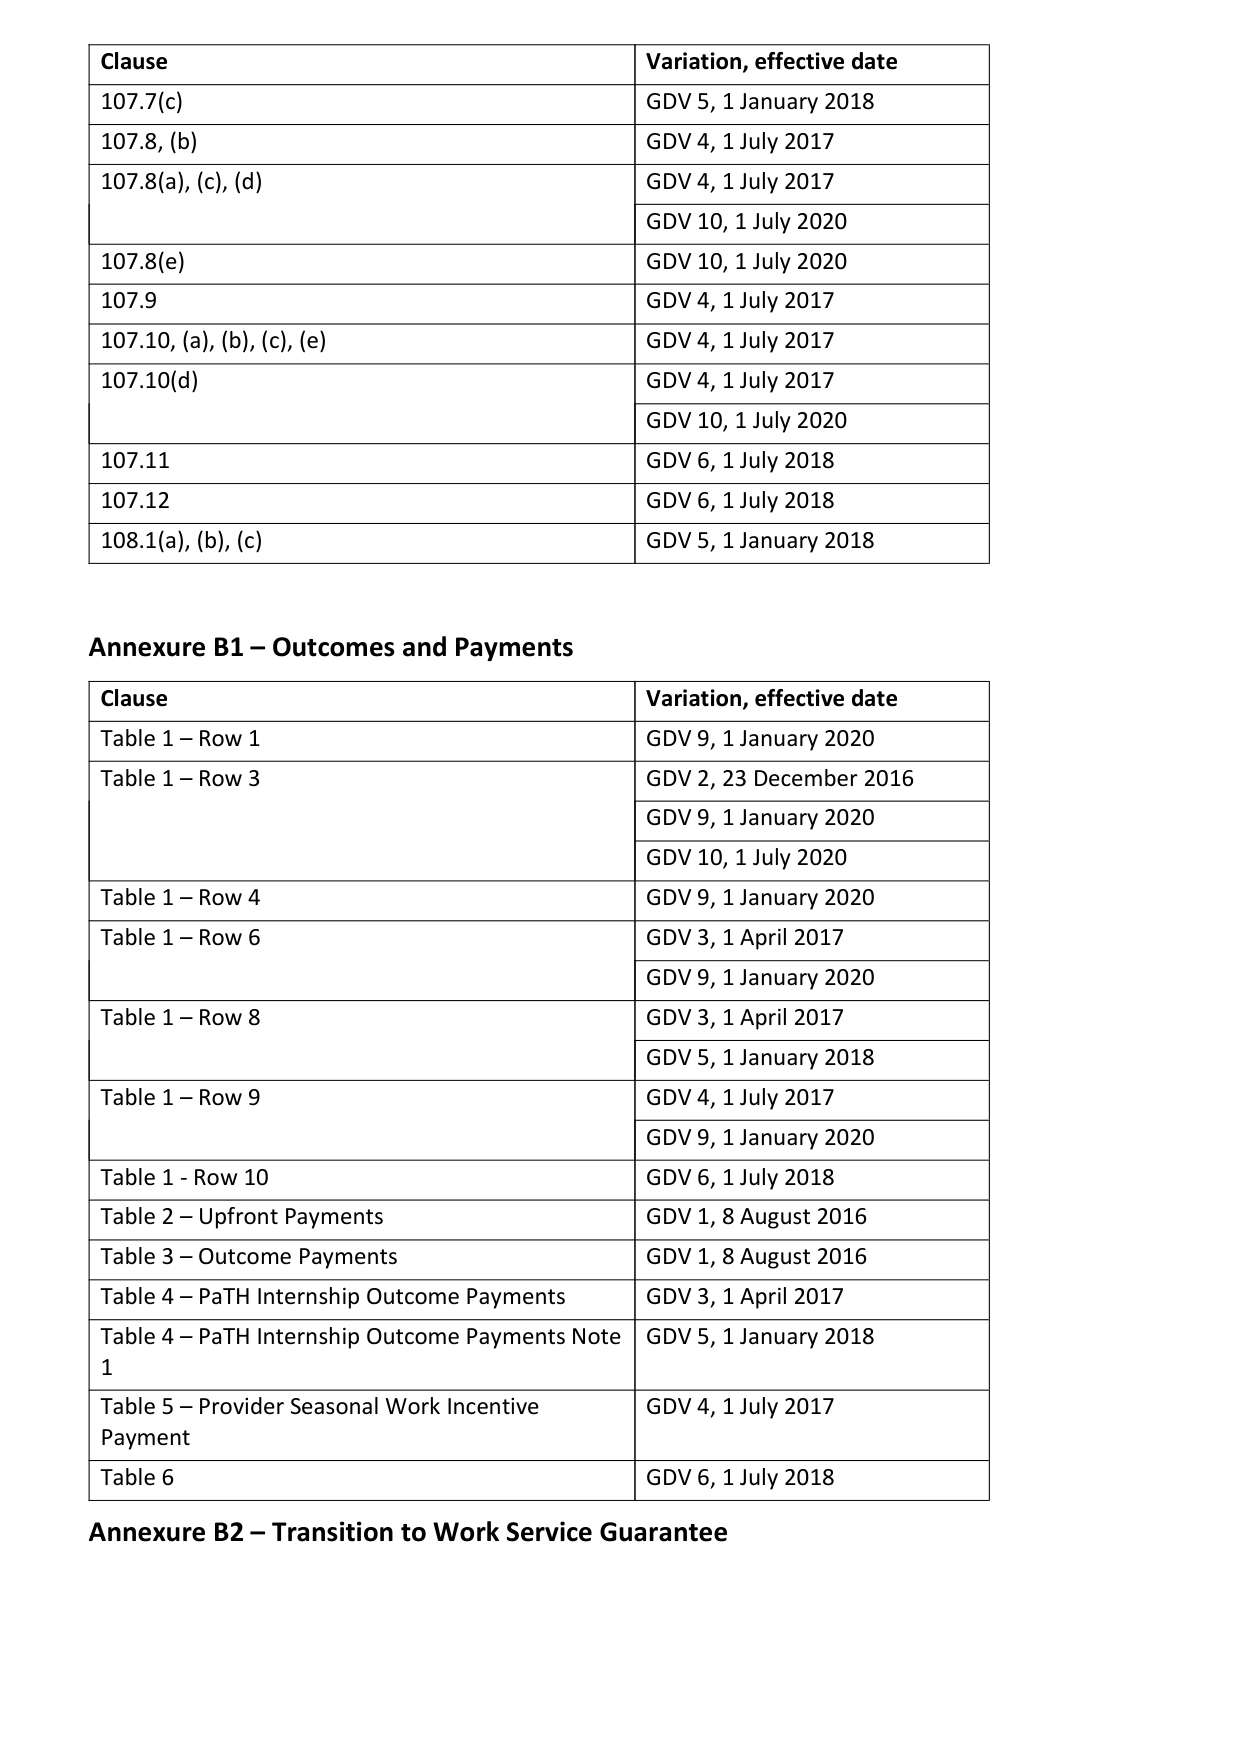 Clause Variation, effective date
107.7(c) GDV 5, 1 January 2018
107.8, (b) GDV 4, 1 July 2017
107.8(a), (c), (d) GDV 4, 1 July 2017
GDV 10, 1 July 2020
107.8(e) GDV 10, 1 July 2020
107.9 GDV 4, 1 July 2017
107.10, (a), (b), (c), (e) GDV 4, 1 July 2017
107.10(d) GDV 4, 1 July 2017
GDV 10, 1 July 2020
107.11 GDV 6, 1 July 2018
107.12 GDV 6, 1 July 2018
108.1(a), (b), (c) GDV 5, 1 January 2018
Annexure B1 – Outcomes and Payments
Clause Variation, effective date
Table 1 – Row 1 GDV 9, 1 January 2020
Table 1 – Row 3 GDV 2, 23 December 2016
GDV 9, 1 January 2020
GDV 10, 1 July 2020
Table 1 – Row 4 GDV 9, 1 January 2020
Table 1 – Row 6 GDV 3, 1 April 2017
GDV 9, 1 January 2020
Table 1 – Row 8 GDV 3, 1 April 2017
GDV 5, 1 January 2018
Table 1 – Row 9 GDV 4, 1 July 2017
GDV 9, 1 January 2020
Table 1 - Row 10 GDV 6, 1 July 2018
Table 2 – Upfront Payments GDV 1, 8 August 2016
Table 3 – Outcome Payments GDV 1, 8 August 2016
Table 4 – PaTH Internship Outcome Payments GDV 3, 1 April 2017
Table 4 – PaTH Internship Outcome Payments Note GDV 5, 1 January 2018
1
Table 5 – Provider Seasonal Work Incentive GDV 4, 1 July 2017
Payment
Table 6 GDV 6, 1 July 2018
Annexure B2 – Transition to Work Service Guarantee